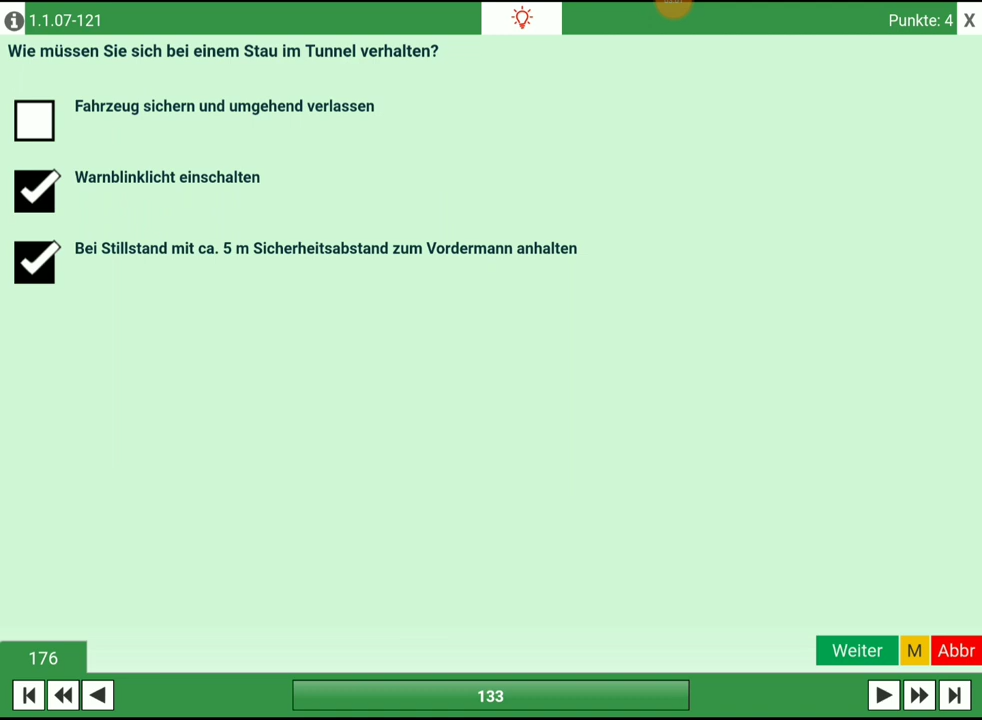 1.1.07-121
Punkte: 4 X
Wie müssen Sie sich bei einem Stau im Tunnel verhalten?
Fahrzeug sichern und umgehend verlassen
Warnblinklicht einschalten
Bei Stillstand mit ca. 5 m Sicherheitsabstand zum Vordermann anhalten
Weiter M Abbr
176
133